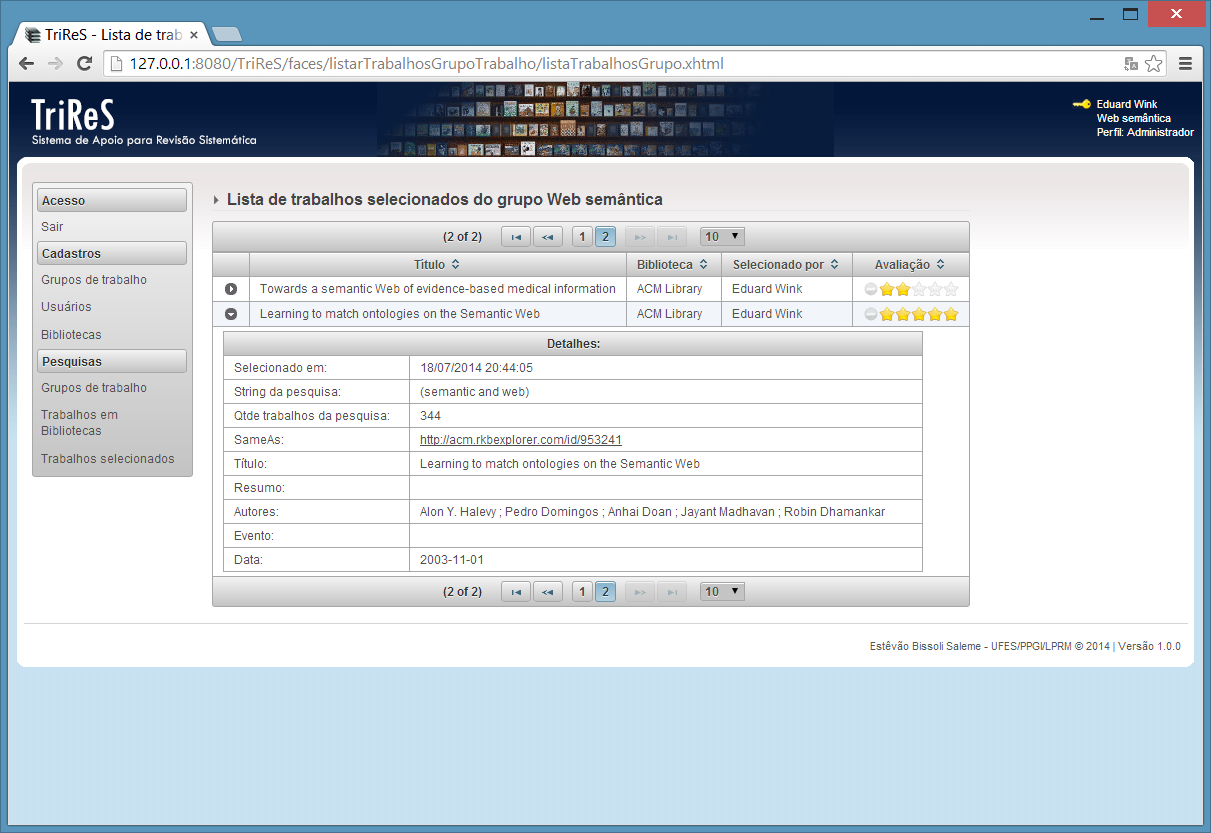 TriReS - Lista de trab
127.0.0.1:8080/TriReS/faces/listarTrabalhosGrupoTrabalho/listaTrabalhosGrupo.xhtml
TriReS
Sistema de Apoio para Revisão Sistemática
Eduard Wink
Web semântica
Perfil: Administrador
Acesso
Sair
Cadastros
Grupos de trabalho
Usuários
Bibliotecas
Pesquisas
Grupos de trabalho
Trabalhos em
Bibliotecas
Trabalhos selecionados
Lista de trabalhos selecionados do grupo Web semântica
(2 of 2) 1 2 10
Título Biblioteca Selecionado por Avaliação
Towards a semantic Web of evidence-based medical information ACM Library Eduard Wink
Learning to match ontologies on the Semantic Web ACM Library Eduard Wink
Detalhes:
Selecionado em: 18/07/2014 20:44:05
String da pesquisa: (semantic and web)
Qtde trabalhos da pesquisa: 344
SameAs: http://acm.rkbexplorer.com/id/953241
Título: Learning to match ontologies on the Semantic Web
Resumo:
Autores: Alon Y. Halevy ; Pedro Domingos ; Anhai Doan ; Jayant Madhavan ; Robin Dhamankar
Evento:
Data: 2003-11-01
(2 of 2) 1 2 10
Estêvão Bissoli Saleme - UFES/PPGI/LPRM © 2014 | Versão 1.0.0